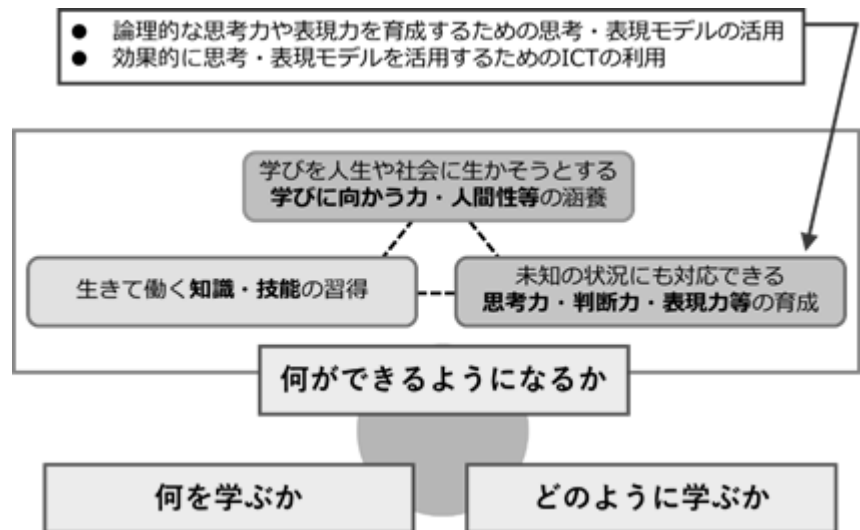 ● 論理的な思考力や表現力を育成するための思考・表現モデルの活用
● 効果的に思考・表現モデルを活用するためのICTの利用
学びを人生や社会に生かそうとする
学びに向かう力・人間性等の涵養
生きて働く知識・技能の習得
未知の状況にも対応できる
思考力・判断力・表現力等の育成
何ができるようになるか
何を学ぶか
どのように学ぶか